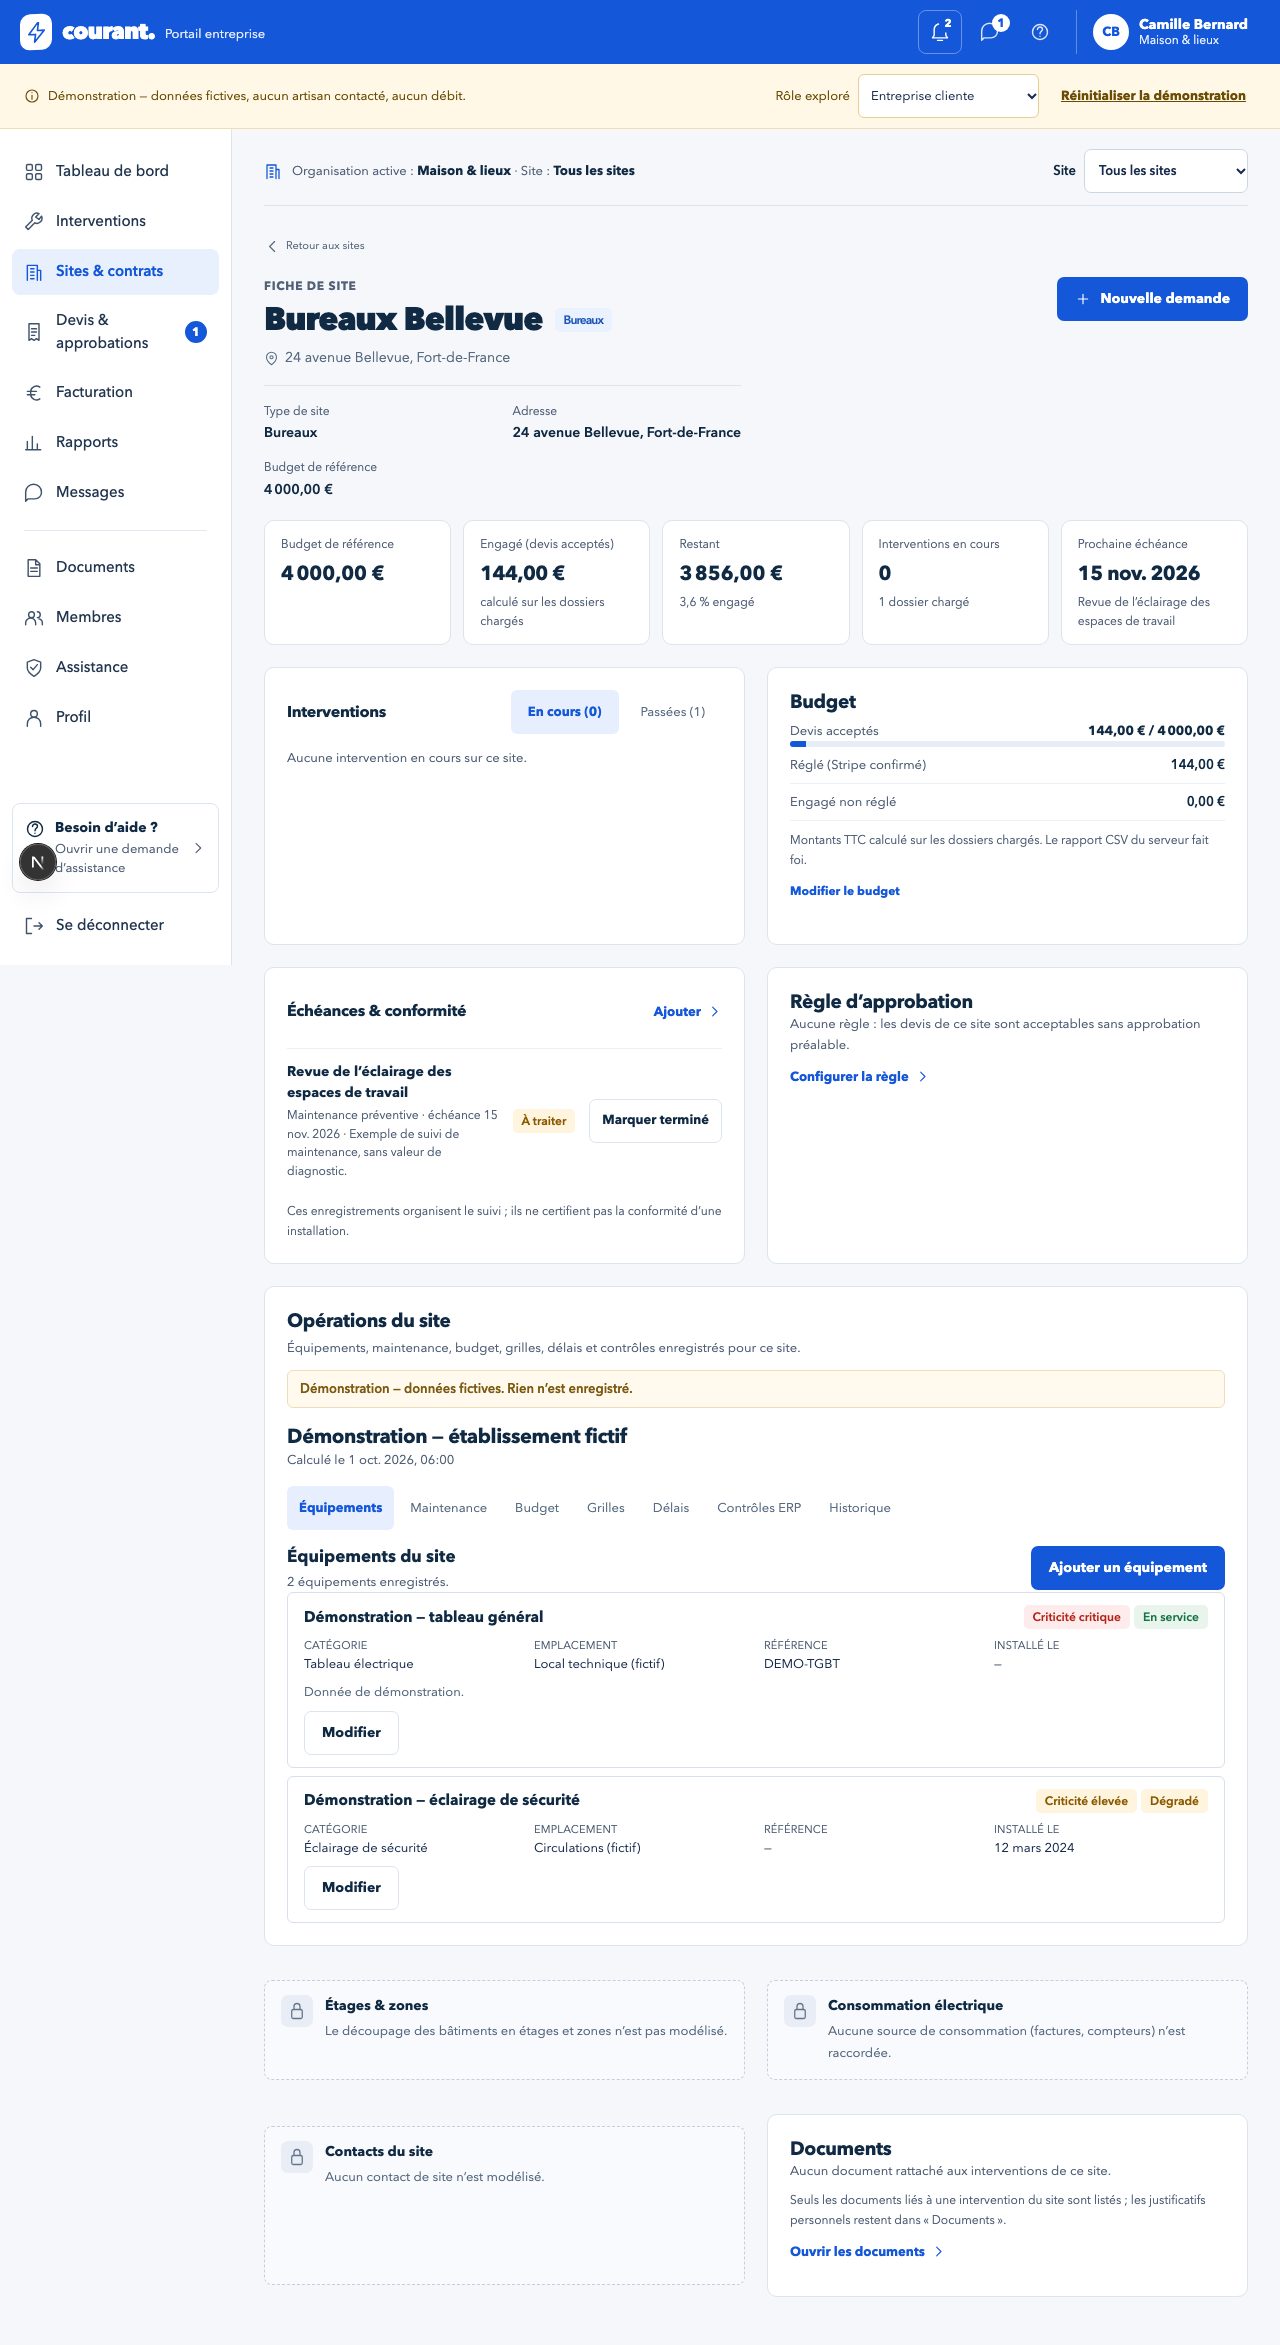 courant. Portail entreprise
2
1
CB
Camille Bernard
Maison & lieux
Démonstration – données fictives, aucun artisan contacté, aucun débit.
Rôle exploré
Entreprise cliente
Réinitialiser la démonstration
Tableau de bord
Interventions
Sites & contrats
Devis &
approbations
1
Facturation
Rapports
Messages
Documents
Membres
Assistance
Profil
Besoin d’aide ?
Ouvrir une demande
d’assistance
N
Se déconnecter
Organisation active : Maison & lieux · Site : Tous les sites
Site
Tous les sites
Retour aux sites
FICHE DE SITE
Bureaux Bellevue
Bureaux
Nouvelle demande
24 avenue Bellevue, Fort-de-France
Type de site
Bureaux
Adresse
24 avenue Bellevue, Fort-de-France
Budget de référence
4 000,00 €
Budget de référence
4 000,00 €
Engagé (devis acceptés)
144,00 €
calculé sur les dossiers
chargés
Restant
3 856,00 €
3,6 % engagé
Interventions en cours
0
1 dossier chargé
Prochaine échéance
15 nov. 2026
Revue de l’éclairage des
espaces de travail
Interventions
En cours (0)
Passées (1)
Aucune intervention en cours sur ce site.
Budget
Devis acceptés
144,00 € / 4 000,00 €
Réglé (Stripe confirmé)
144,00 €
Engagé non réglé
0,00 €
Montants TTC calculé sur les dossiers chargés. Le rapport CSV du serveur fait
foi.
Modifier le budget
Échéances & conformité
Ajouter
Revue de l’éclairage des
espaces de travail
Maintenance préventive · échéance 15
nov. 2026 · Exemple de suivi de
maintenance, sans valeur de
diagnostic.
À traiter
Marquer terminé
Ces enregistrements organisent le suivi ; ils ne certifient pas la conformité d’une
installation.
Règle d’approbation
Aucune règle : les devis de ce site sont acceptables sans approbation
préalable.
Configurer la règle
Opérations du site
Équipements, maintenance, budget, grilles, délais et contrôles enregistrés pour ce site.
Démonstration – données fictives. Rien n’est enregistré.
Démonstration – établissement fictif
Calculé le 1 oct. 2026, 06:00
Équipements
Maintenance
Budget
Grilles
Délais
Contrôles ERP
Historique
Équipements du site
2 équipements enregistrés.
Ajouter un équipement
Démonstration – tableau général
Criticité critique
En service
CATÉGORIE
Tableau électrique
EMPLACEMENT
Local technique (fictif)
RÉFÉRENCE
DEMO-TGBT
INSTALLÉ LE
–
Donnée de démonstration.
Modifier
Démonstration – éclairage de sécurité
Criticité élevée
Dégradé
CATÉGORIE
Éclairage de sécurité
EMPLACEMENT
Circulations (fictif)
RÉFÉRENCE
–
INSTALLÉ LE
12 mars 2024
Modifier
Étages & zones
Le découpage des bâtiments en étages et zones n’est pas modélisé.
Consommation électrique
Aucune source de consommation (factures, compteurs) n’est
raccordée.
Contacts du site
Aucun contact de site n’est modélisé.
Documents
Aucun document rattaché aux interventions de ce site.
Seuls les documents liés à une intervention du site sont listés ; les justificatifs
personnels restent dans « Documents ».
Ouvrir les documents